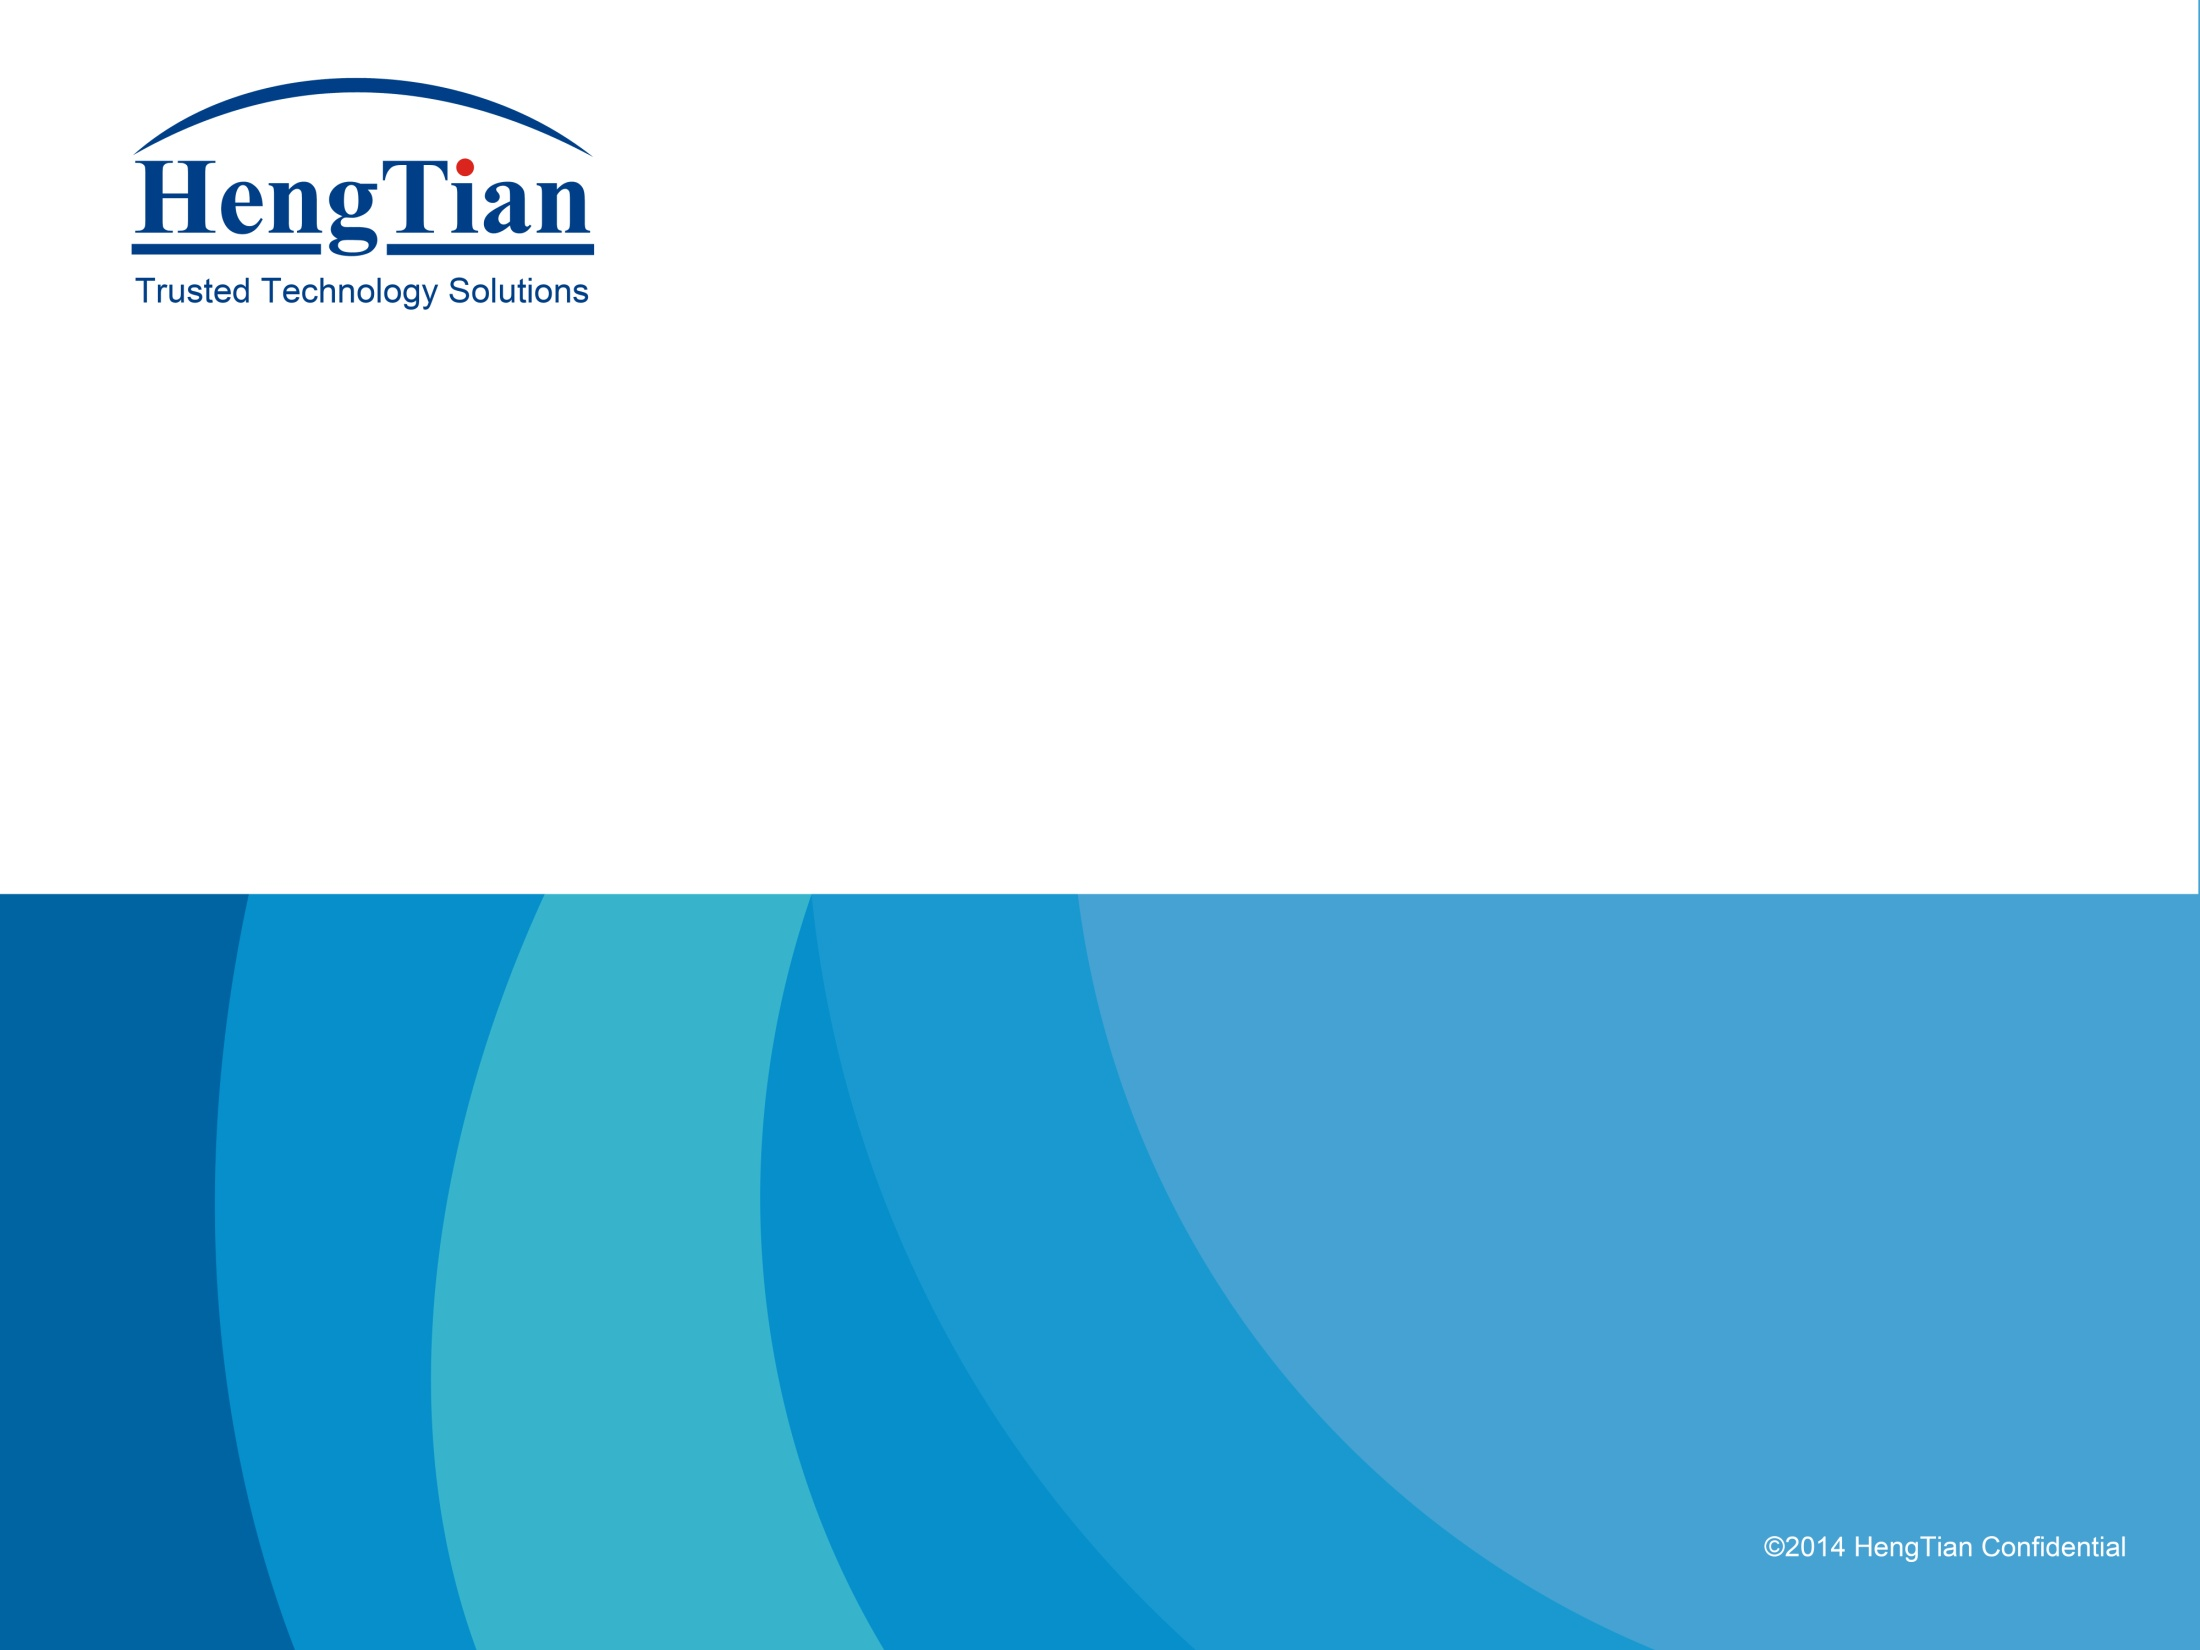 HengTian
Trusted Technology Solutions
©2014 HengTian Confidential